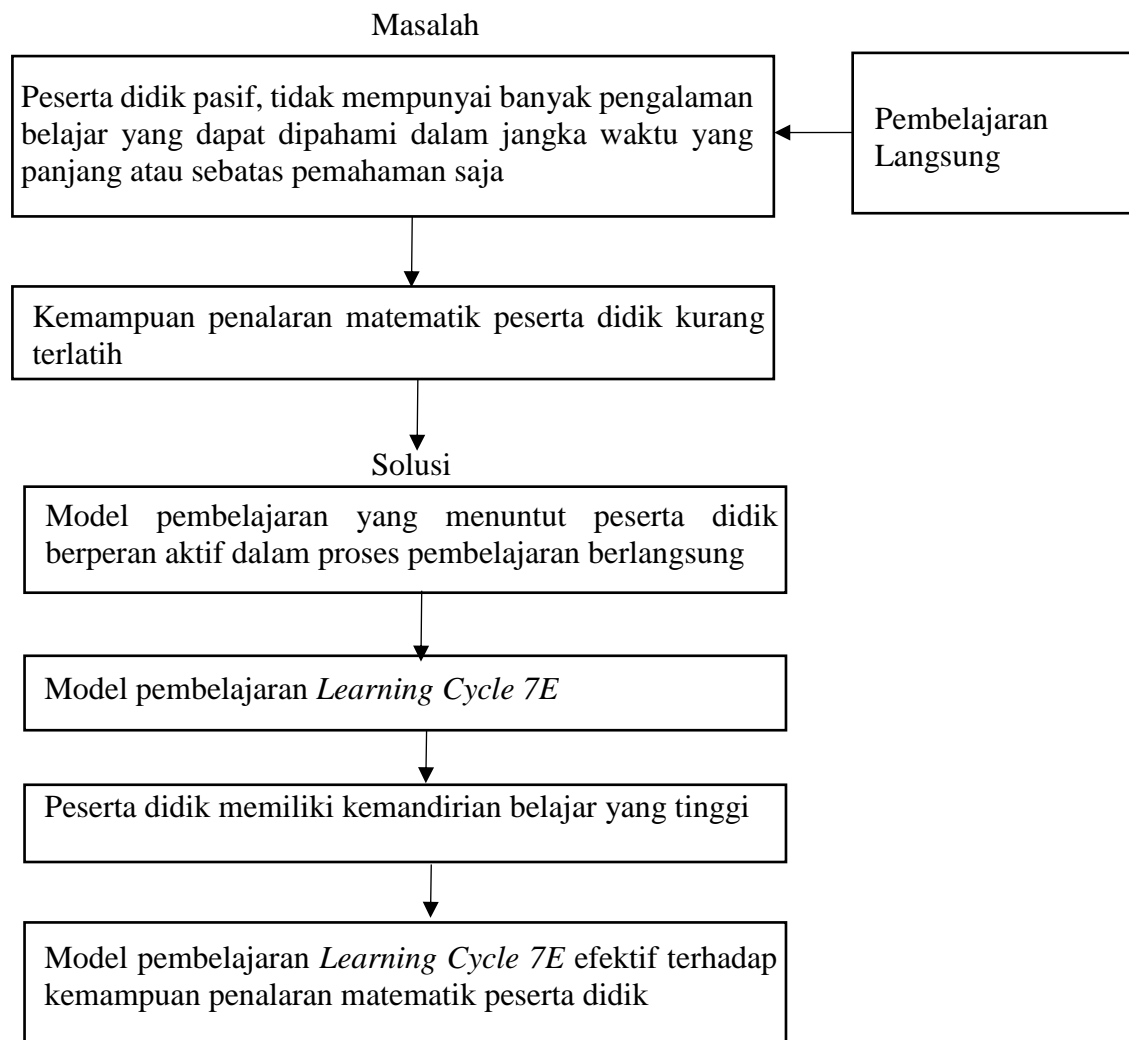 Masalah
Peserta didik pasif, tidak mempunyai banyak pengalaman
belajar yang dapat dipahami dalam jangka waktu yang
panjang atau sebatas pemahaman saja
Pembelajaran
Langsung
Kemampuan penalaran matematik peserta didik kurang
terlatih
Solusi
Model pembelajaran yang menuntut peserta didik
berperan aktif dalam proses pembelajaran berlangsung
Model pembelajaran Learning Cycle 7E
Peserta didik memiliki kemandirian belajar yang tinggi
Model pembelajaran Learning Cycle 7E efektif terhadap
kemampuan penalaran matematik peserta didik